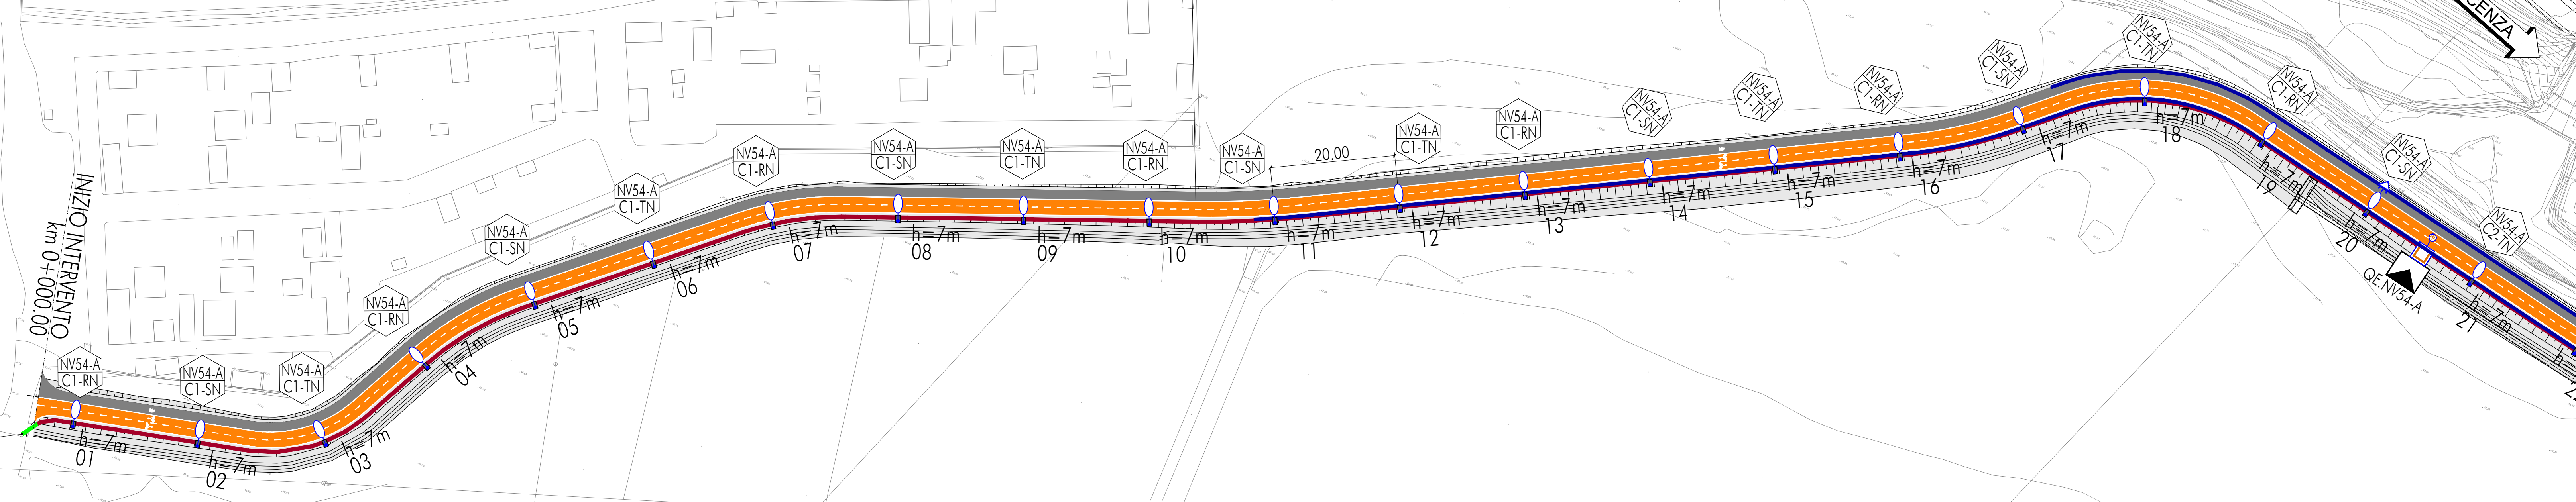 CENZA
INIZIO INTERVENTO
km 0+000.00
NV54-A
C1-RN
NV54-A
C1-SN
NV54-A
C1-TN
NV54-A
C1-RN
NV54-A
C1-SN
NV54-A
C1-TN
NV54-A
C1-RN
NV54-A
C1-SN
NV54-A
C1-TN
NV54-A
C1-RN
NV54-A
C1-SN
20.00
NV54-A
C1-TN
NV54-A
C1-RN
NV54-A
C1-SN
NV54-A
C1-TN
NV54-A
C1-RN
NV54-A
C1-SN
NV54-A
C1-TN
NV54-A
C1-RN
NV54-A
C1-SN
NV54-A
C2-TN
h=7m
01
h=7m
02
h=7m
03
h=7m
04
h=7m
05
h=7m
06
h=7m
07
h=7m
08
h=7m
09
h=7m
10
h=7m
11
h=7m
12
h=7m
13
h=7m
14
h=7m
15
h=7m
16
h=7m
17
h=7m
18
h=7m
19
h=7m
20
QE.NV54-A
h=7m
21